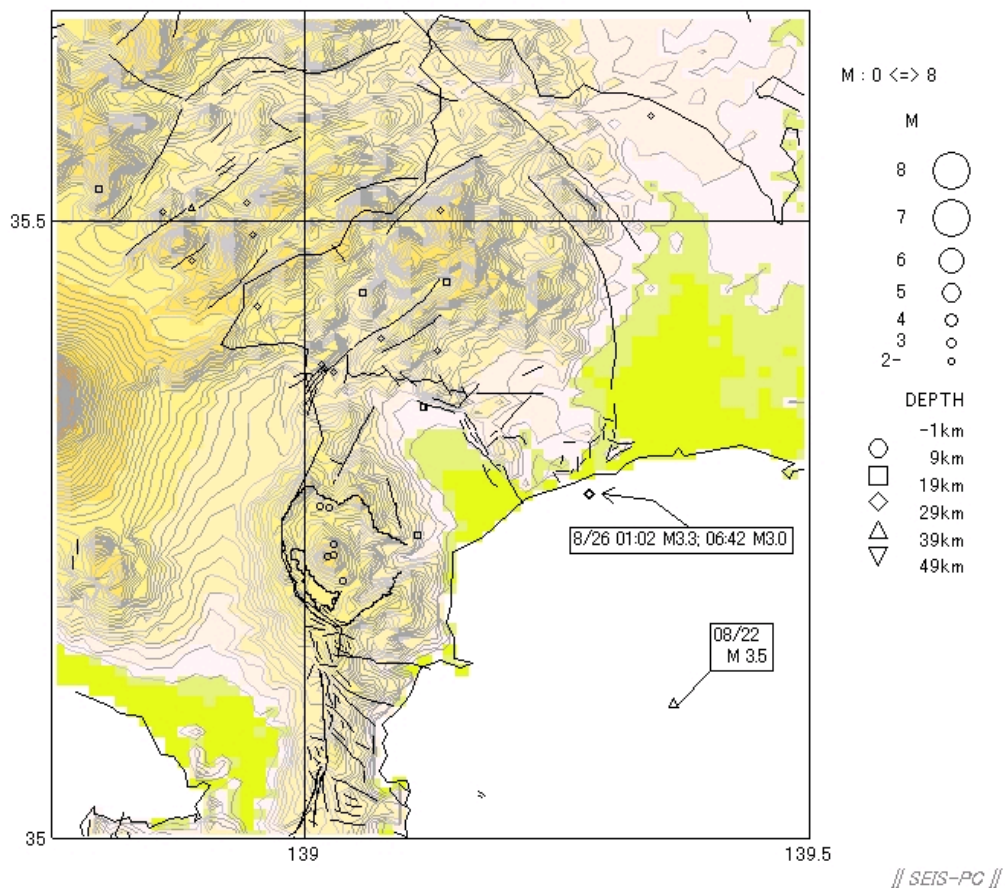 M : 0 <=> 8
M
8
7
6
5
4
3
2-
DEPTH
-1km
9km
19km
29km
39km
49km
35.5
8/26 01:02 M3.3; 06:42 M3.0
08/22
M 3.5
35
139
139.5
// SEIS-PC //